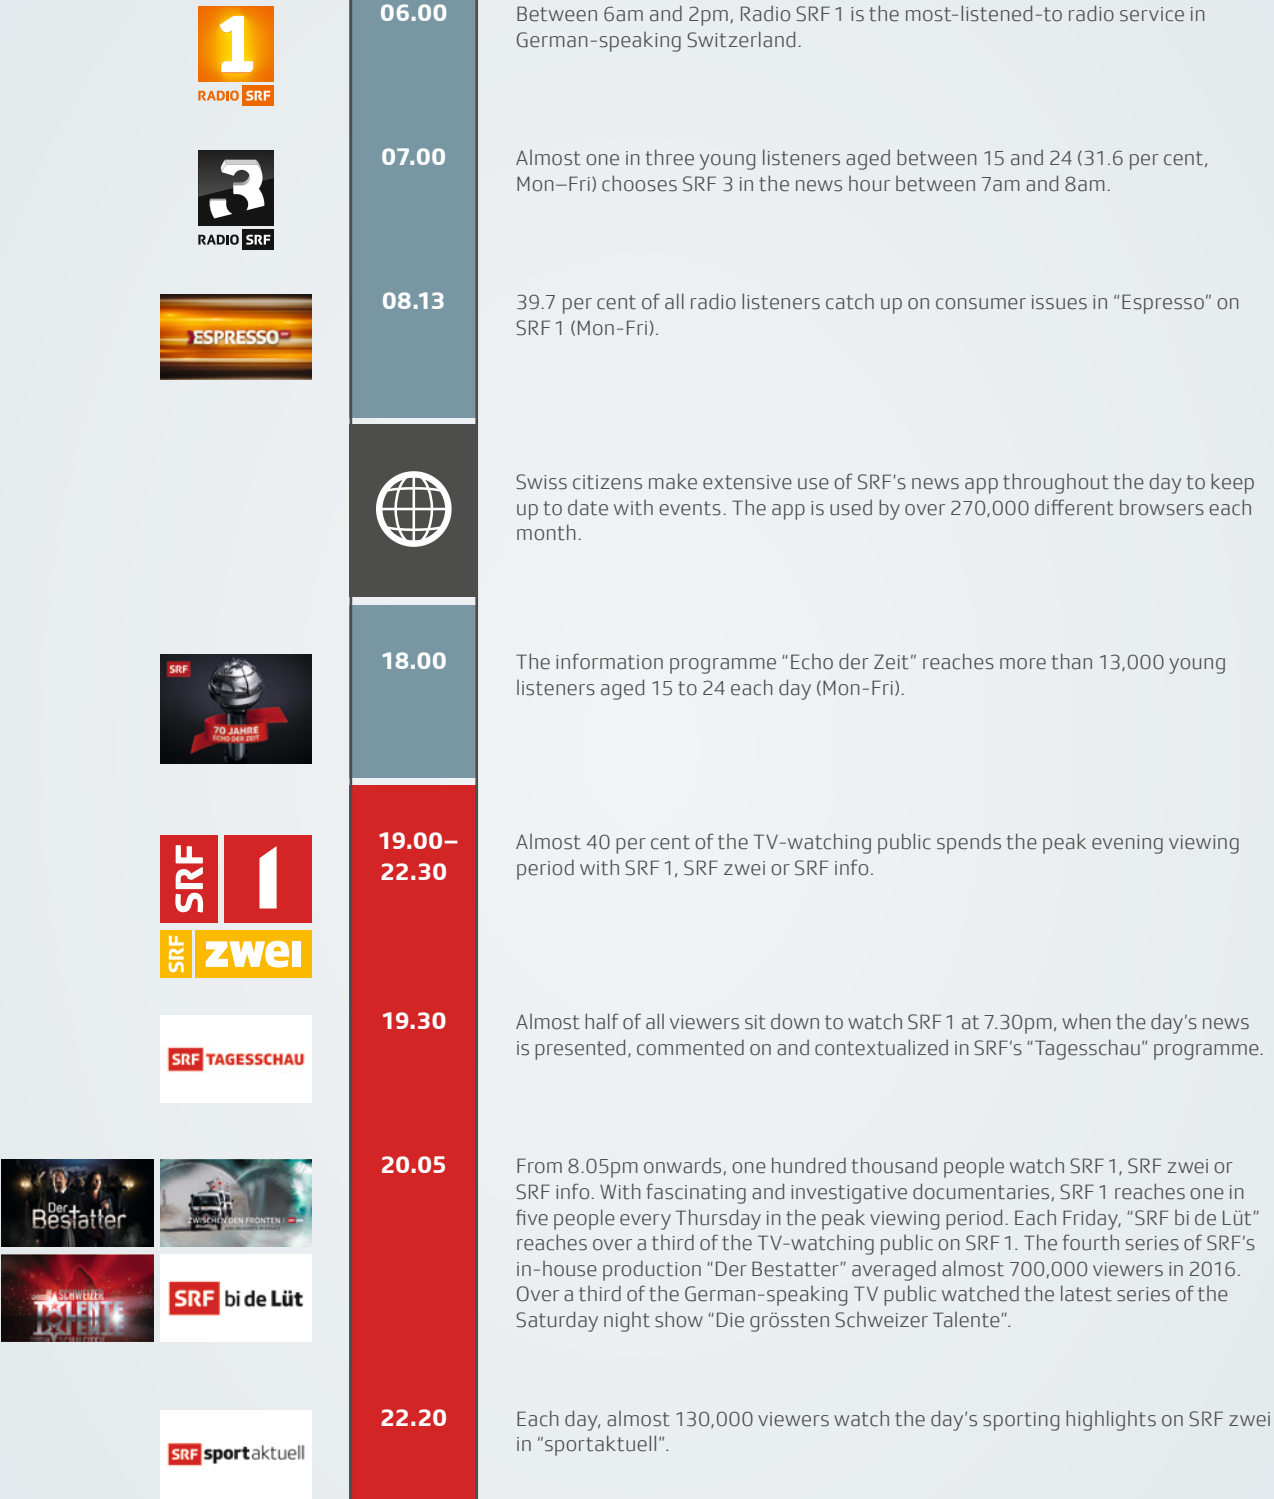 1
RADIO SRF
06.00
Between 6am and 2pm, Radio SRF 1 is the most-listened-to radio service in
German-speaking Switzerland.
3
RADIO SRF
07.00
Almost one in three young listeners aged between 15 and 24 (31.6 per cent,
Mon–Fri) chooses SRF 3 in the news hour between 7am and 8am.
ESPRESSO
08.13
39.7 per cent of all radio listeners catch up on consumer issues in “Espresso” on
SRF 1 (Mon-Fri).
Swiss citizens make extensive use of SRF’s news app throughout the day to keep
up to date with events. The app is used by over 270,000 different browsers each
month.
SRF
70 JAHRE
ECHO DER ZEIT
18.00
The information programme “Echo der Zeit” reaches more than 13,000 young
listeners aged 15 to 24 each day (Mon-Fri).
SRF 1
SRF zwei
19.00–
22.30
Almost 40 per cent of the TV-watching public spends the peak evening viewing
period with SRF 1, SRF zwei or SRF info.
SRF TAGESSCHAU
19.30
Almost half of all viewers sit down to watch SRF 1 at 7.30pm, when the day’s news
is presented, commented on and contextualized in SRF’s “Tagesschau” programme.
Der
Bestatter
ZWISCHEN DEN FRONTEN
SCHWEIZER
TALENTE
SRF bi de Lüt
20.05
From 8.05pm onwards, one hundred thousand people watch SRF 1, SRF zwei or
SRF info. With fascinating and investigative documentaries, SRF 1 reaches one in
five people every Thursday in the peak viewing period. Each Friday, “SRF bi de Lüt”
reaches over a third of the TV-watching public on SRF 1. The fourth series of SRF’s
in-house production “Der Bestatter” averaged almost 700,000 viewers in 2016.
Over a third of the German-speaking TV public watched the latest series of the
Saturday night show “Die grössten Schweizer Talente”.
SRF sportaktuell
22.20
Each day, almost 130,000 viewers watch the day’s sporting highlights on SRF zwei
in “sportaktuell”.